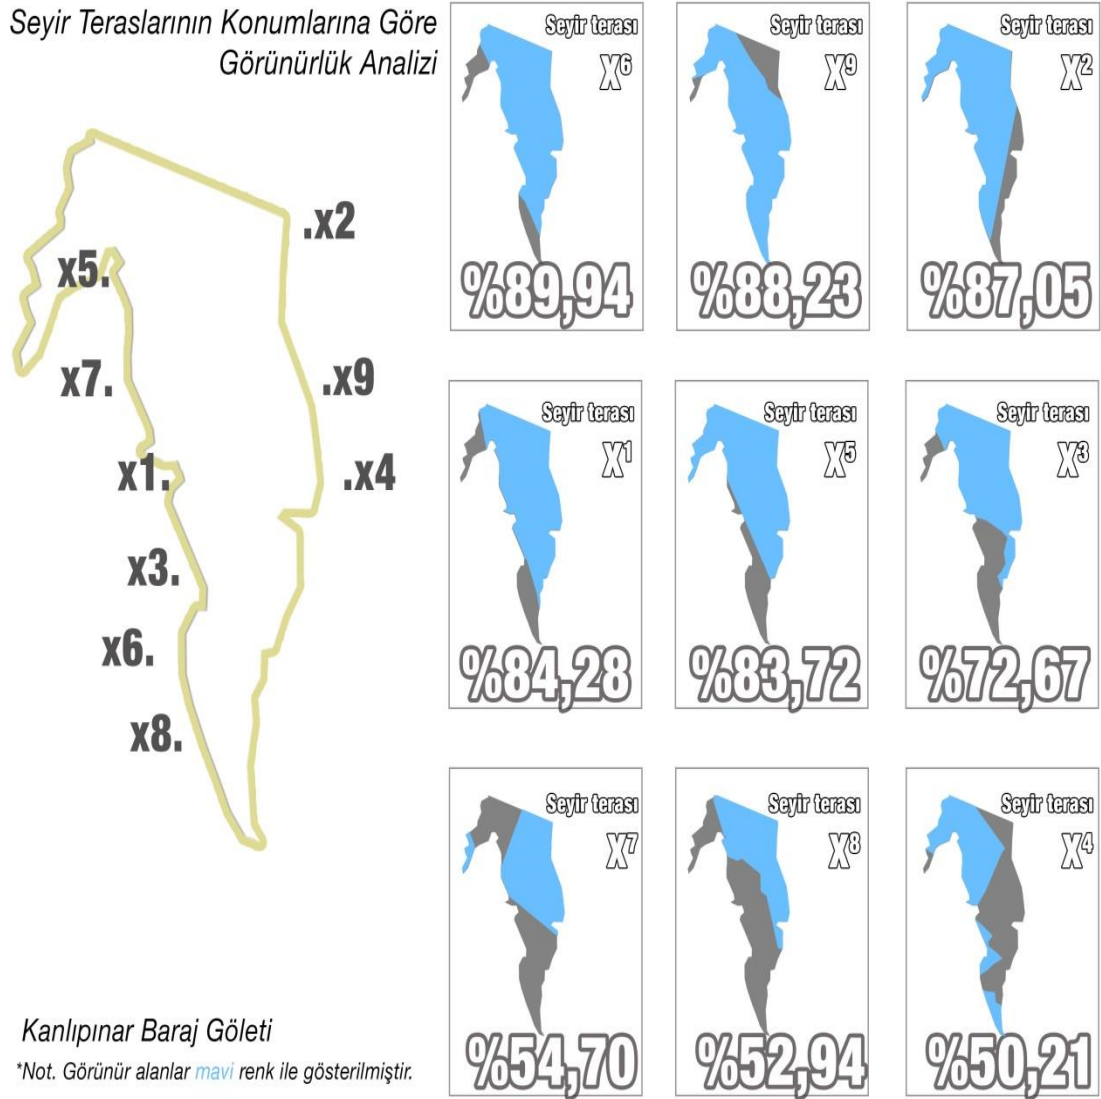 Seyir Teraslarının Konumlarına Göre
Görünürlük Analizi
.x2
x5.
x7.
.x9
x1.
.x4
x3.
x6.
x8.
Kanlıpınar Baraj Göleti
*Not. Görünür alanlar mavi renk ile gösterilmiştir.
Seyir terası
X⁶
%89,94
Seyir terası
X⁹
%88,23
Seyir terası
X²
%87,05
Seyir terası
X¹
%84,28
Seyir terası
X⁵
%83,72
Seyir terası
X³
%72,67
Seyir terası
X⁷
%54,70
Seyir terası
X⁸
%52,94
Seyir terası
X⁴
%50,21